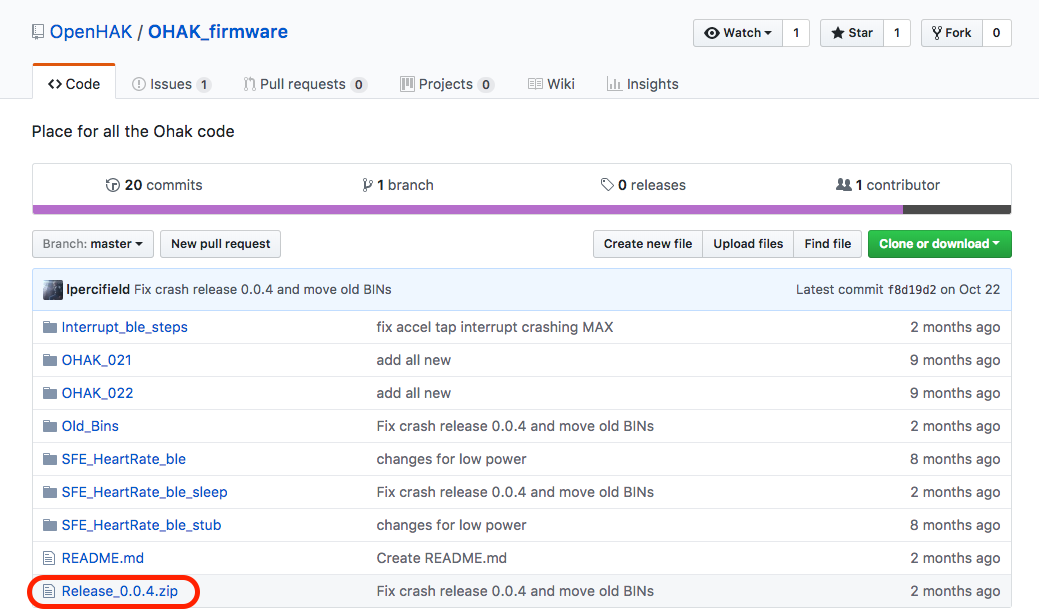 OpenHAK / OHAK_firmware Watch 1 Star 1 Fork 0
Code Issues 1 Pull requests 0 Projects 0 Wiki Insights
Place for all the Ohak code
20 commits 1 branch 0 releases 1 contributor
Branch: master New pull request Create new file Upload files Find file Clone or download
lpercifield Fix crash release 0.0.4 and move old BINs Latest commit f8d19d2 on Oct 22
Interrupt_ble_steps fix accel tap interrupt crashing MAX 2 months ago
OHAK_021 add all new 9 months ago
OHAK_022 add all new 9 months ago
Old_Bins Fix crash release 0.0.4 and move old BINs 2 months ago
SFE_HeartRate_ble changes for low power 8 months ago
SFE_HeartRate_ble_sleep Fix crash release 0.0.4 and move old BINs 2 months ago
SFE_HeartRate_ble_stub changes for low power 8 months ago
README.md Create README.md 2 months ago
Release_0.0.4.zip Fix crash release 0.0.4 and move old BINs 2 months ago